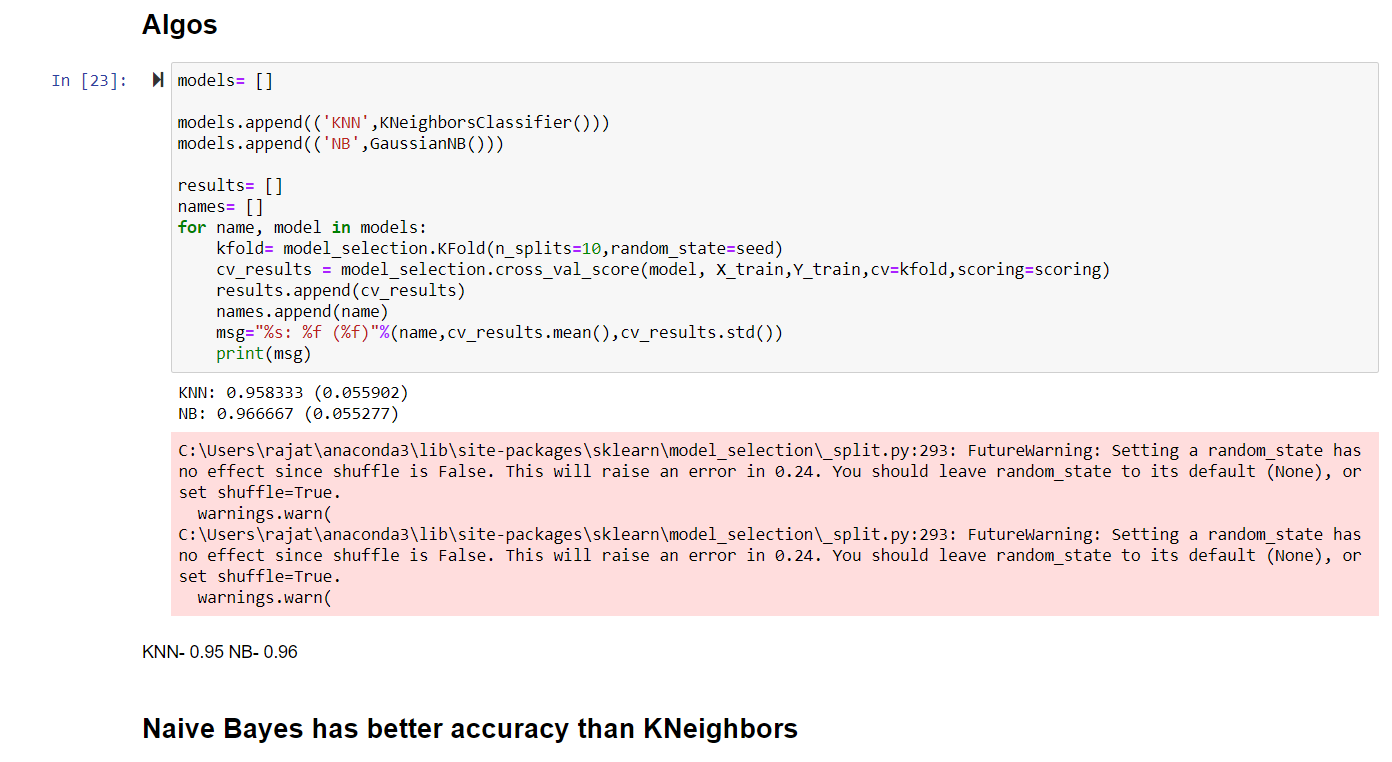 Algos
In [23]:
models= []
models.append(('KNN',KNeighborsClassifier()))
models.append(('NB',GaussianNB()))
results= []
names= []
for name, model in models:
    kfold= model_selection.KFold(n_splits=10,random_state=seed)
    cv_results = model_selection.cross_val_score(model, X_train,Y_train,cv=kfold,scoring=scoring)
    results.append(cv_results)
    names.append(name)
    msg="%s: %f (%f)"%(name,cv_results.mean(),cv_results.std())
    print(msg)
KNN: 0.958333 (0.055902)
NB: 0.966667 (0.055277)
C:\Users\rajat\anaconda3\lib\site-packages\sklearn\model_selection\_split.py:293: FutureWarning: Setting a random_state has
no effect since shuffle is False. This will raise an error in 0.24. You should leave random_state to its default (None), or
set shuffle=True.
  warnings.warn(
C:\Users\rajat\anaconda3\lib\site-packages\sklearn\model_selection\_split.py:293: FutureWarning: Setting a random_state has
no effect since shuffle is False. This will raise an error in 0.24. You should leave random_state to its default (None), or
set shuffle=True.
  warnings.warn(
KNN- 0.95 NB- 0.96
Naive Bayes has better accuracy than KNeighbors